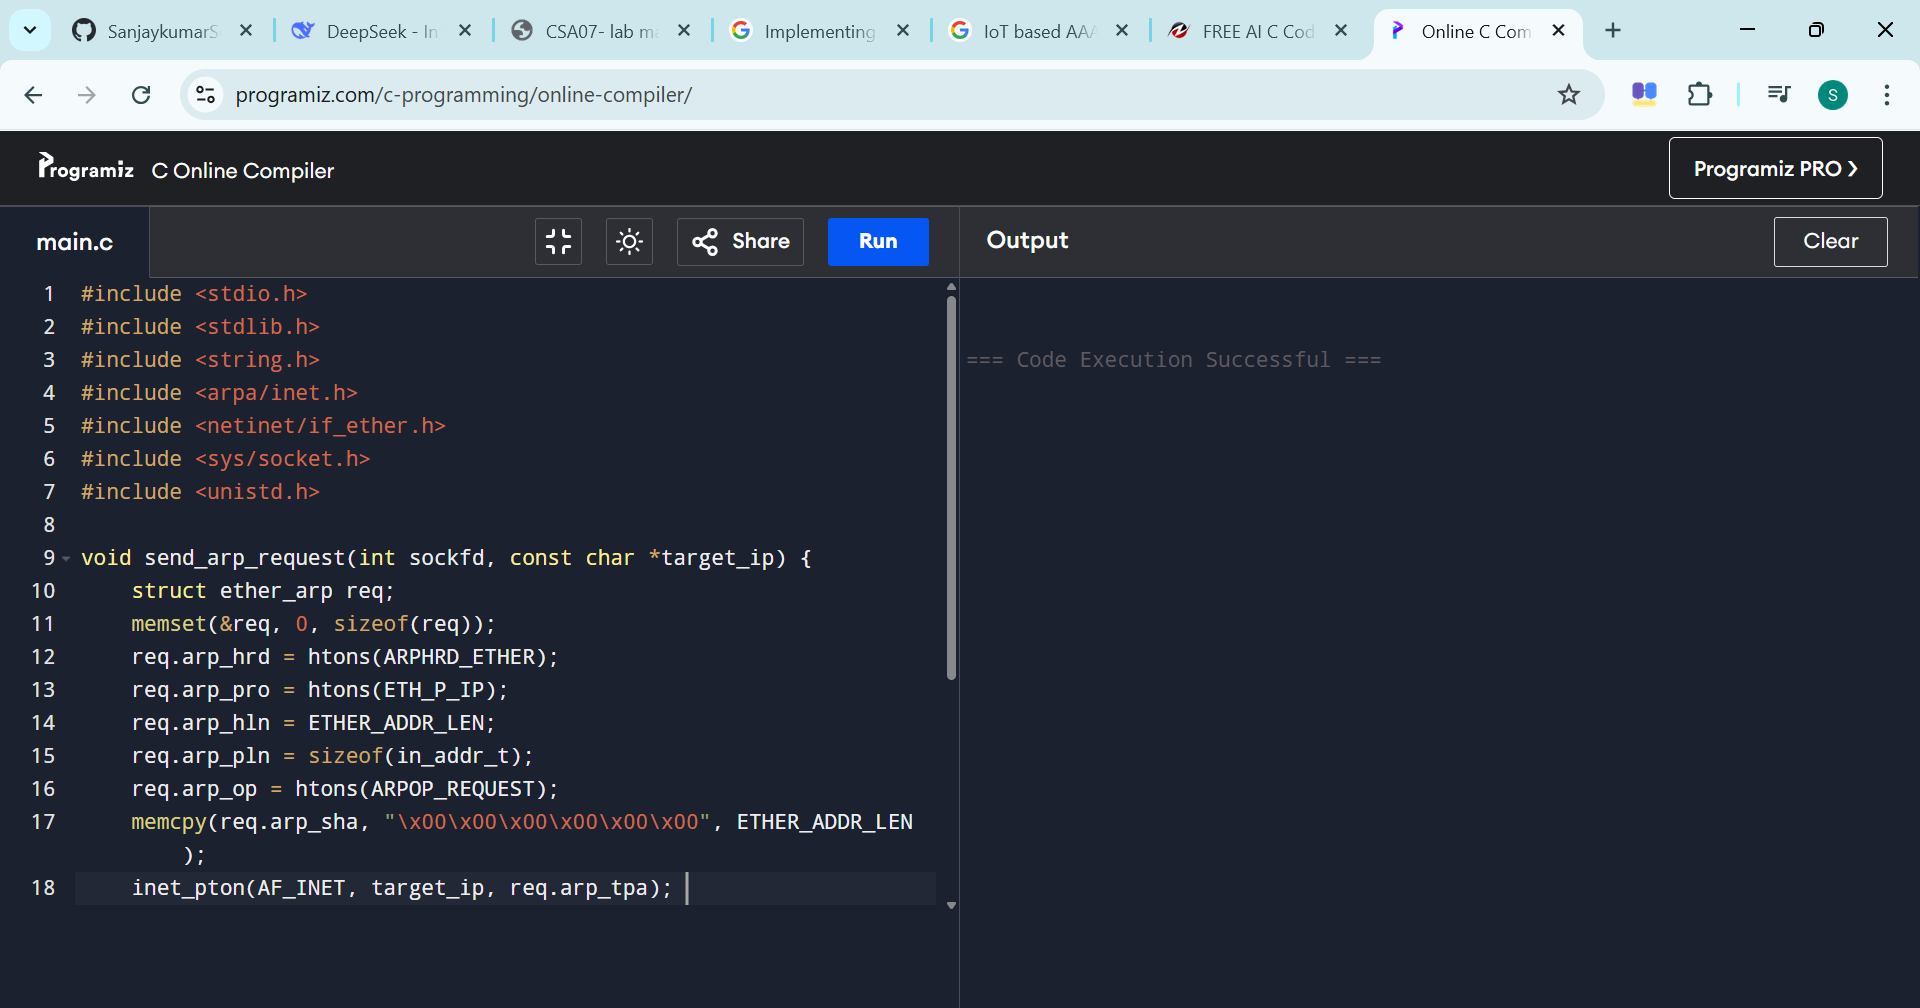 SanjaykumarS
DeepSeek - In
CSA07- lab ma
Implementing
IoT based AAA
FREE AI C Cod
Online C Com
programiz.com/c-programming/online-compiler/
S
Programiz C Online Compiler
Programiz PRO ❯
main.c
Share
Run
Output
Clear
1 #include <stdio.h>
2 #include <stdlib.h>
3 #include <string.h>
4 #include <arpa/inet.h>
5 #include <netinet/if_ether.h>
6 #include <sys/socket.h>
7 #include <unistd.h>
8
9 void send_arp_request(int sockfd, const char *target_ip) {
10 struct ether_arp req;
11 memset(&req, 0, sizeof(req));
12 req.arp_hrd = htons(ARPHRD_ETHER);
13 req.arp_pro = htons(ETH_P_IP);
14 req.arp_hln = ETHER_ADDR_LEN;
15 req.arp_pln = sizeof(in_addr_t);
16 req.arp_op = htons(ARPOP_REQUEST);
17 memcpy(req.arp_sha, "\x00\x00\x00\x00\x00\x00", ETHER_ADDR_LEN
);
18 inet_pton(AF_INET, target_ip, req.arp_tpa);
=== Code Execution Successful ===